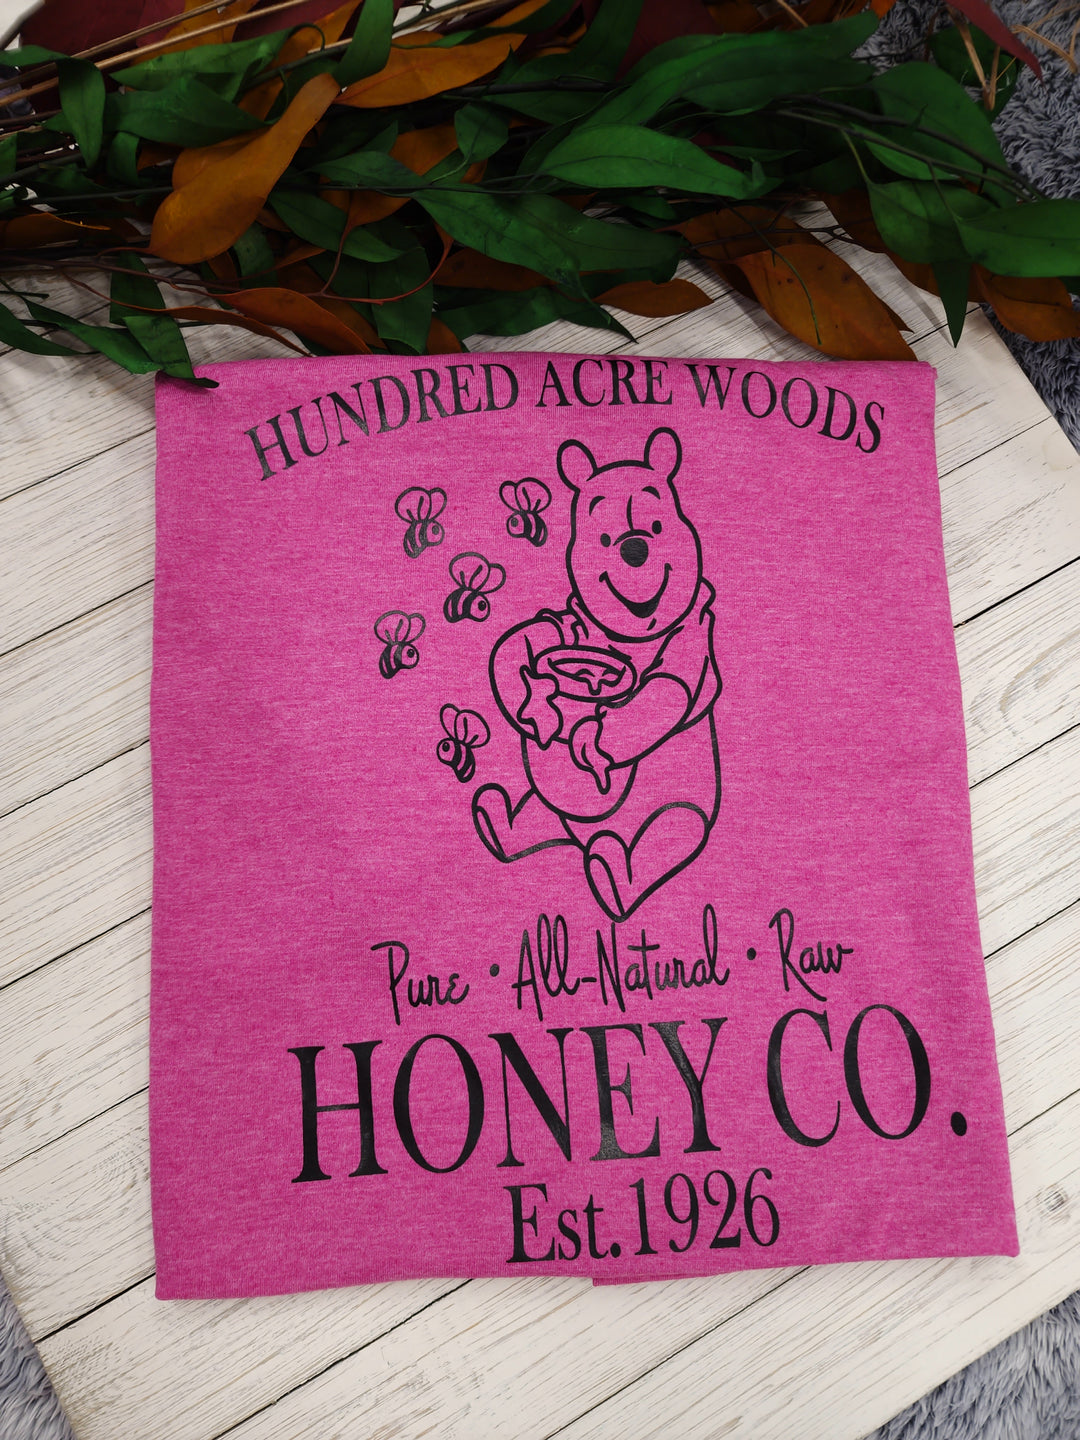 HUNDRED ACRE WOODS
Pure • All-Natural • Raw
HONEY CO.
Est.1926